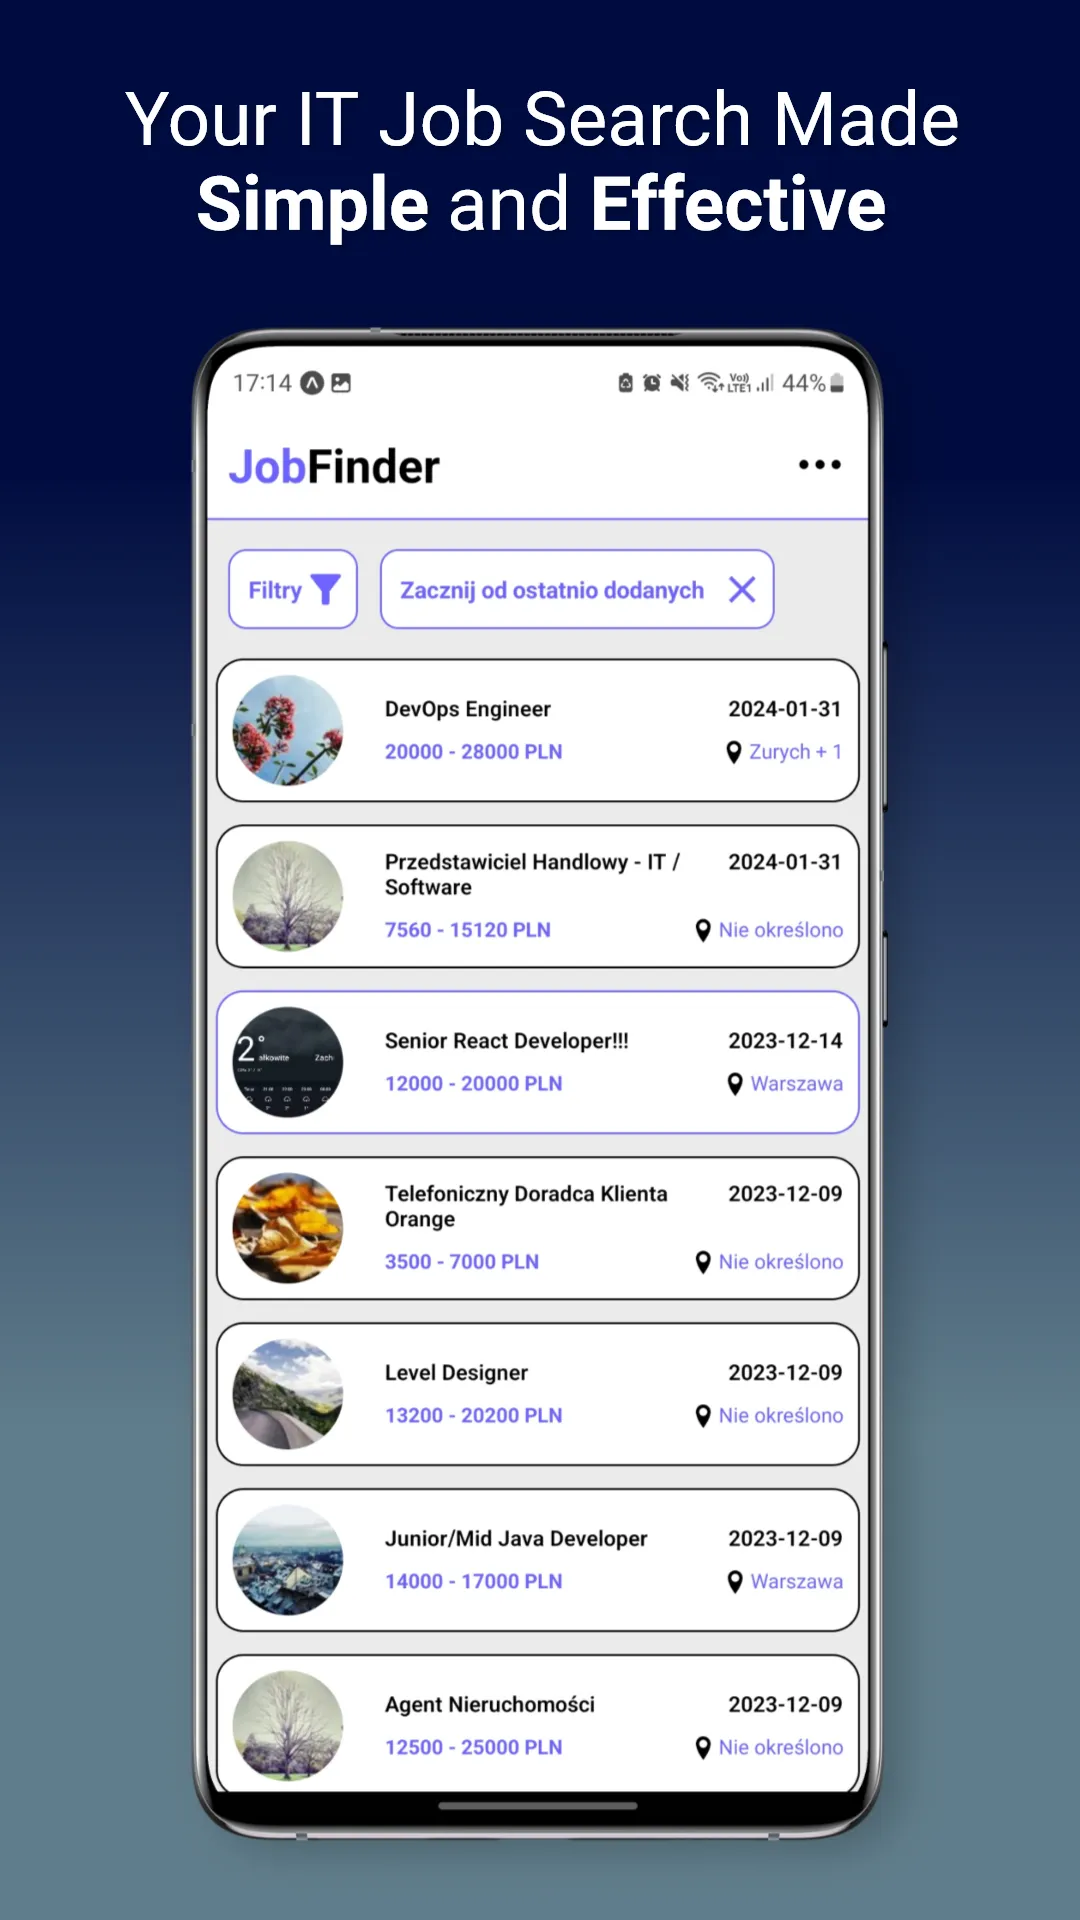 Your IT Job Search Made
Simple and Effective
17:14
44%
JobFinder
Filtry
Zacznij od ostatnio dodanych
DevOps Engineer
2024-01-31
20000 - 28000 PLN
Zurych + 1
Przedstawiciel Handlowy - IT /
Software
2024-01-31
7560 - 15120 PLN
Nie określono
2°
ałkowite
Zach
Senior React Developer!!!
2023-12-14
12000 - 20000 PLN
Warszawa
Telefoniczny Doradca Klienta
Orange
2023-12-09
3500 - 7000 PLN
Nie określono
Level Designer
2023-12-09
13200 - 20200 PLN
Nie określono
Junior/Mid Java Developer
2023-12-09
14000 - 17000 PLN
Warszawa
Agent Nieruchomości
2023-12-09
12500 - 25000 PLN
Nie określono